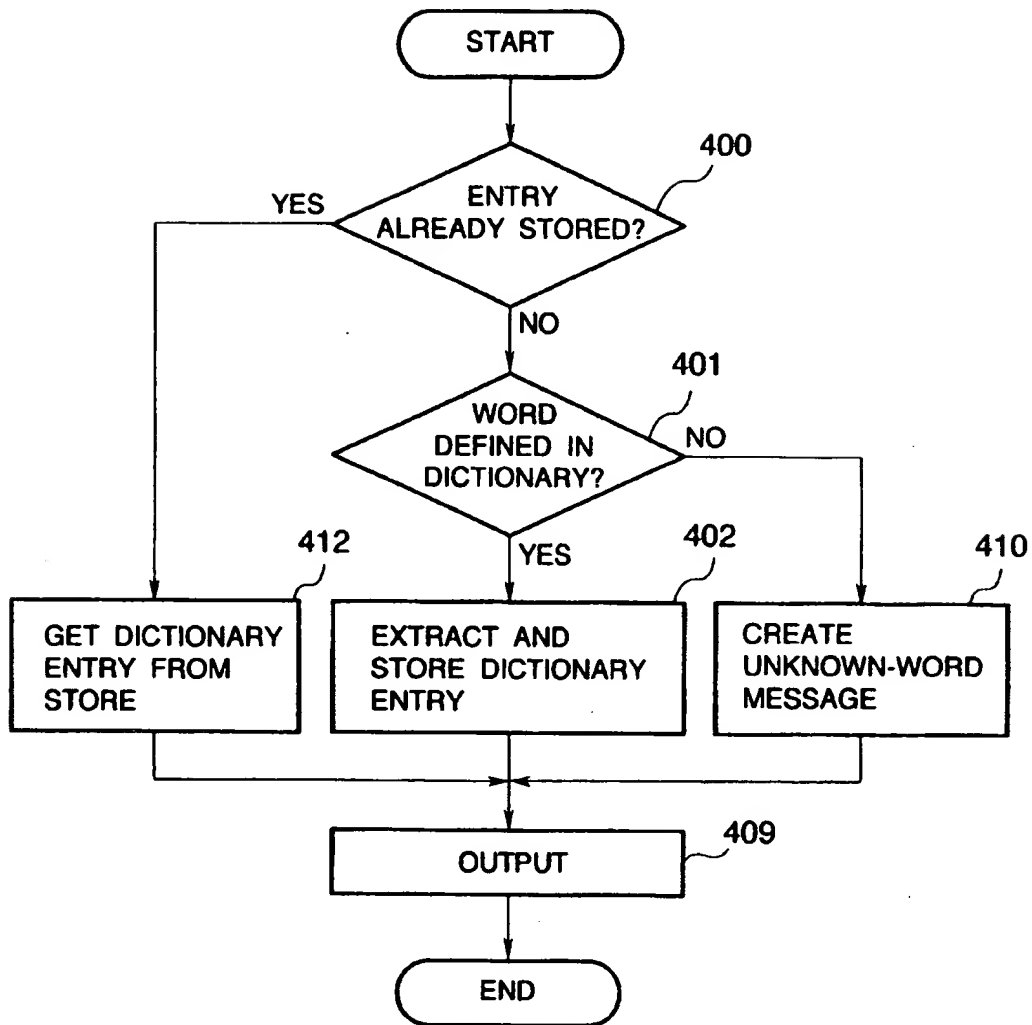 START
400
YES
ENTRY
ALREADY STORED?
NO
401
WORD
DEFINED IN
DICTIONARY?
NO
YES
412
402
410
GET DICTIONARY
ENTRY FROM
STORE
EXTRACT AND
STORE DICTIONARY
ENTRY
CREATE
UNKNOWN-WORD
MESSAGE
409
OUTPUT
END